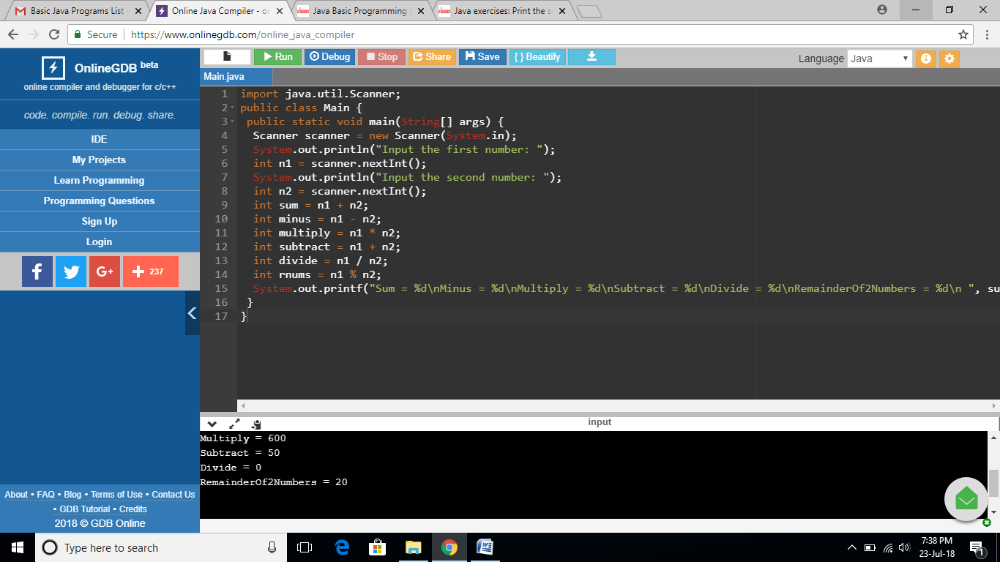 Basic Java Programs List
Online Java Compiler - or
Java Basic Programming
Java exercises: Print the s
Secure https://www.onlinegdb.com/online_java_compiler
OnlineGDB beta
online compiler and debugger for c/c++
code. compile. run. debug. share.
IDE
My Projects
Learn Programming
Programming Questions
Sign Up
Login
f G+ + 237
About • FAQ • Blog • Terms of Use • Contact Us
• GDB Tutorial • Credits
2018 © GDB Online
Run Debug Stop Share Save { } Beautify
Language Java
Main.java
1 import java.util.Scanner;
2 public class Main {
3 public static void main(String[] args) {
4 Scanner scanner = new Scanner(System.in);
5 System.out.println("Input the first number: ");
6 int n1 = scanner.nextInt();
7 System.out.println("Input the second number: ");
8 int n2 = scanner.nextInt();
9 int sum = n1 + n2;
10 int minus = n1 - n2;
11 int multiply = n1 * n2;
12 int subtract = n1 + n2;
13 int divide = n1 / n2;
14 int rnums = n1 % n2;
15 System.out.printf("Sum = %d\nMinus = %d\nMultiply = %d\nSubtract = %d\nDivide = %d\nRemainderOf2Numbers = %d\n ", su
16 }
17 }
input
Multiply = 600
Subtract = 50
Divide = 0
RemainderOf2Numbers = 20
Type here to search
7:38 PM
23-Jul-18
1